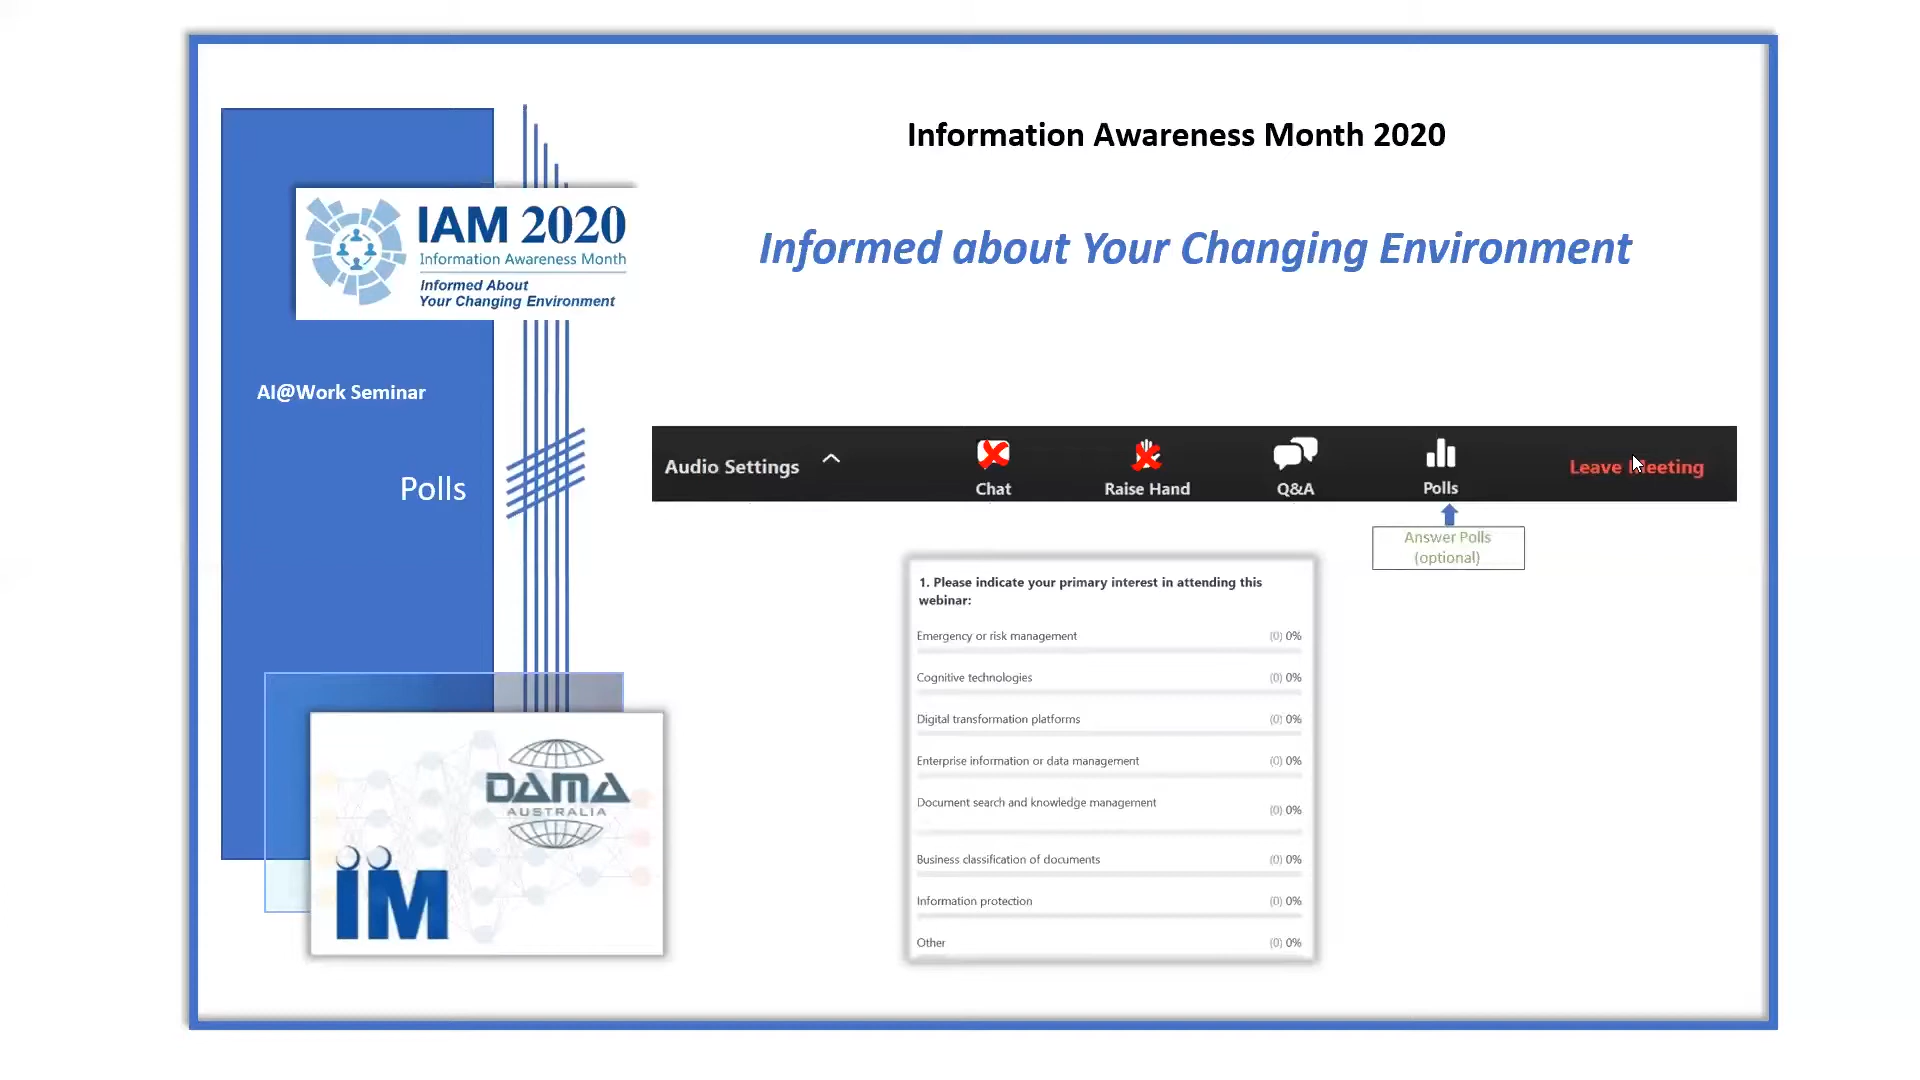 Information Awareness Month 2020
IAM 2020
Information Awareness Month
Informed About
Your Changing Environment
Informed about Your Changing Environment
AI@Work Seminar
Polls
Audio Settings
Chat
Raise Hand
Q&A
Polls
Leave Meeting
Answer Polls
(optional)
1. Please indicate your primary interest in attending this
webinar:
Emergency or risk management (0) 0%
Cognitive technologies (0) 0%
Digital transformation platforms (0) 0%
Enterprise information or data management (0) 0%
Document search and knowledge management (0) 0%
Business classification of documents (0) 0%
Information protection (0) 0%
Other (0) 0%
DAMA
AUSTRALIA
iM